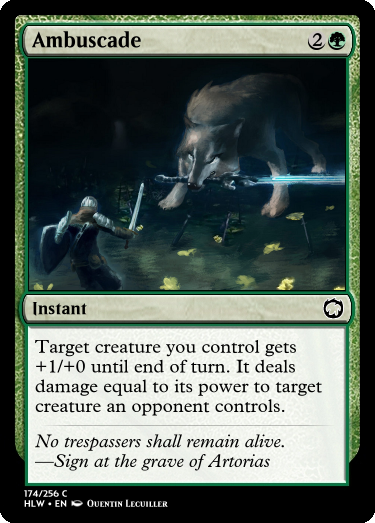 Ambuscade 2
Instant
Target creature you control gets
+1/+0 until end of turn. It deals
damage equal to its power to target
creature an opponent controls.
No trespassers shall remain alive.
—Sign at the grave of Artorias
174/256 C
HLW • EN Quentin Lecuiller